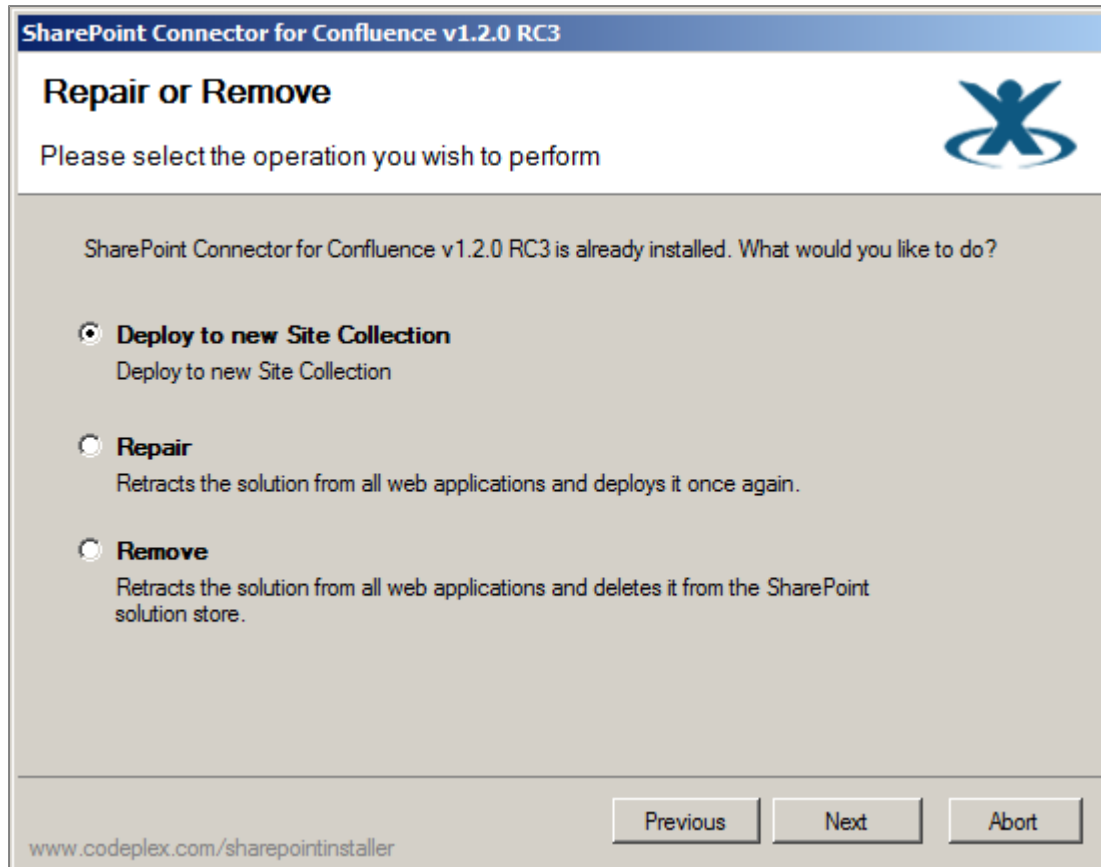 SharePoint Connector for Confluence v1.2.0 RC3
Repair or Remove
Please select the operation you wish to perform
SharePoint Connector for Confluence v1.2.0 RC3 is already installed. What would you like to do?
Deploy to new Site Collection
Deploy to new Site Collection
Repair
Retracts the solution from all web applications and deploys it once again.
Remove
Retracts the solution from all web applications and deletes it from the SharePoint
solution store.
Previous Next Abort
www.codeplex.com/sharepointinstaller